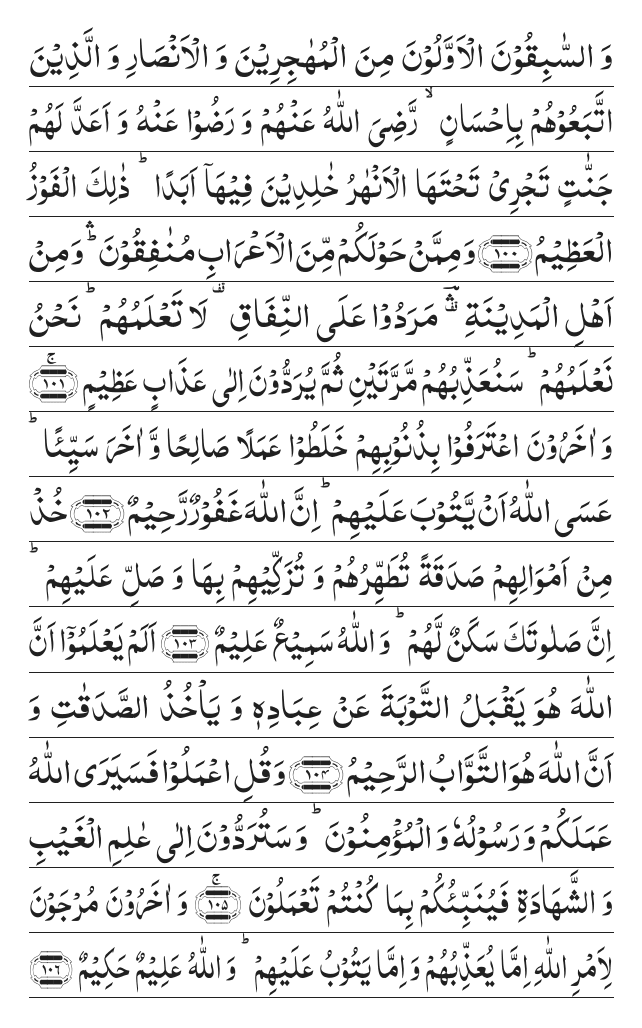 وَ السّٰبِقُوْنَ الْاَوَّلُوْنَ مِنَ الْمُهٰجِرِيْنَ وَ الْاَنْصَارِ وَ الَّذِيْنَ
اتَّبَعُوْهُمْ بِاِحْسَانٍ ۙ رَّضِیَ اللّٰهُ عَنْهُمْ وَ رَضُوْا عَنْهُ وَ اَعَدَّ لَهُمْ
جَنّٰتٍ تَجْرِیْ تَحْتَهَا الْاَنْهٰرُ خٰلِدِيْنَ فِيْهَاۤ اَبَدًا ؕ ذٰلِكَ الْفَوْزُ
الْعَظِيْمُ ۝۱۰۰ وَ مِمَّنْ حَوْلَكُمْ مِّنَ الْاَعْرَابِ مُنٰفِقُوْنَ ۛؕ وَ مِنْ
اَهْلِ الْمَدِيْنَةِ ؔۛ۫ مَرَدُوْا عَلَی النِّفَاقِ ۫ لَا تَعْلَمُهُمْ ؕ نَحْنُ
نَعْلَمُهُمْ ؕ سَنُعَذِّبُهُمْ مَّرَّتَيْنِ ثُمَّ يُرَدُّوْنَ اِلٰی عَذَابٍ عَظِيْمٍ ۝۱۰۱ۚ
وَ اٰخَرُوْنَ اعْتَرَفُوْا بِذُنُوْبِهِمْ خَلَطُوْا عَمَلًا صَالِحًا وَّ اٰخَرَ سَيِّئًا ؕ
عَسَی اللّٰهُ اَنْ يَّتُوْبَ عَلَيْهِمْ ؕ اِنَّ اللّٰهَ غَفُوْرٌ رَّحِيْمٌ ۝۱۰۲ خُذْ
مِنْ اَمْوَالِهِمْ صَدَقَةً تُطَهِّرُهُمْ وَ تُزَكِّيْهِمْ بِهَا وَ صَلِّ عَلَيْهِمْ ؕ
اِنَّ صَلٰوتَكَ سَكَنٌ لَّهُمْ ؕ وَ اللّٰهُ سَمِيْعٌ عَلِيْمٌ ۝۱۰۳ اَلَمْ يَعْلَمُوْۤا اَنَّ
اللّٰهَ هُوَ يَقْبَلُ التَّوْبَةَ عَنْ عِبَادِهٖ وَ يَاْخُذُ الصَّدَقٰتِ وَ
اَنَّ اللّٰهَ هُوَ التَّوَّابُ الرَّحِيْمُ ۝۱۰۴ وَ قُلِ اعْمَلُوْا فَسَيَرَی اللّٰهُ
عَمَلَكُمْ وَ رَسُوْلُهٗ وَ الْمُؤْمِنُوْنَ ؕ وَ سَتُرَدُّوْنَ اِلٰی عٰلِمِ الْغَيْبِ
وَ الشَّهَادَةِ فَيُنَبِّئُكُمْ بِمَا كُنْتُمْ تَعْمَلُوْنَ ۝۱۰۵ۚ وَ اٰخَرُوْنَ مُرْجَوْنَ
لِاَمْرِ اللّٰهِ اِمَّا يُعَذِّبُهُمْ وَ اِمَّا يَتُوْبُ عَلَيْهِمْ ؕ وَ اللّٰهُ عَلِيْمٌ حَكِيْمٌ ۝۱۰۶